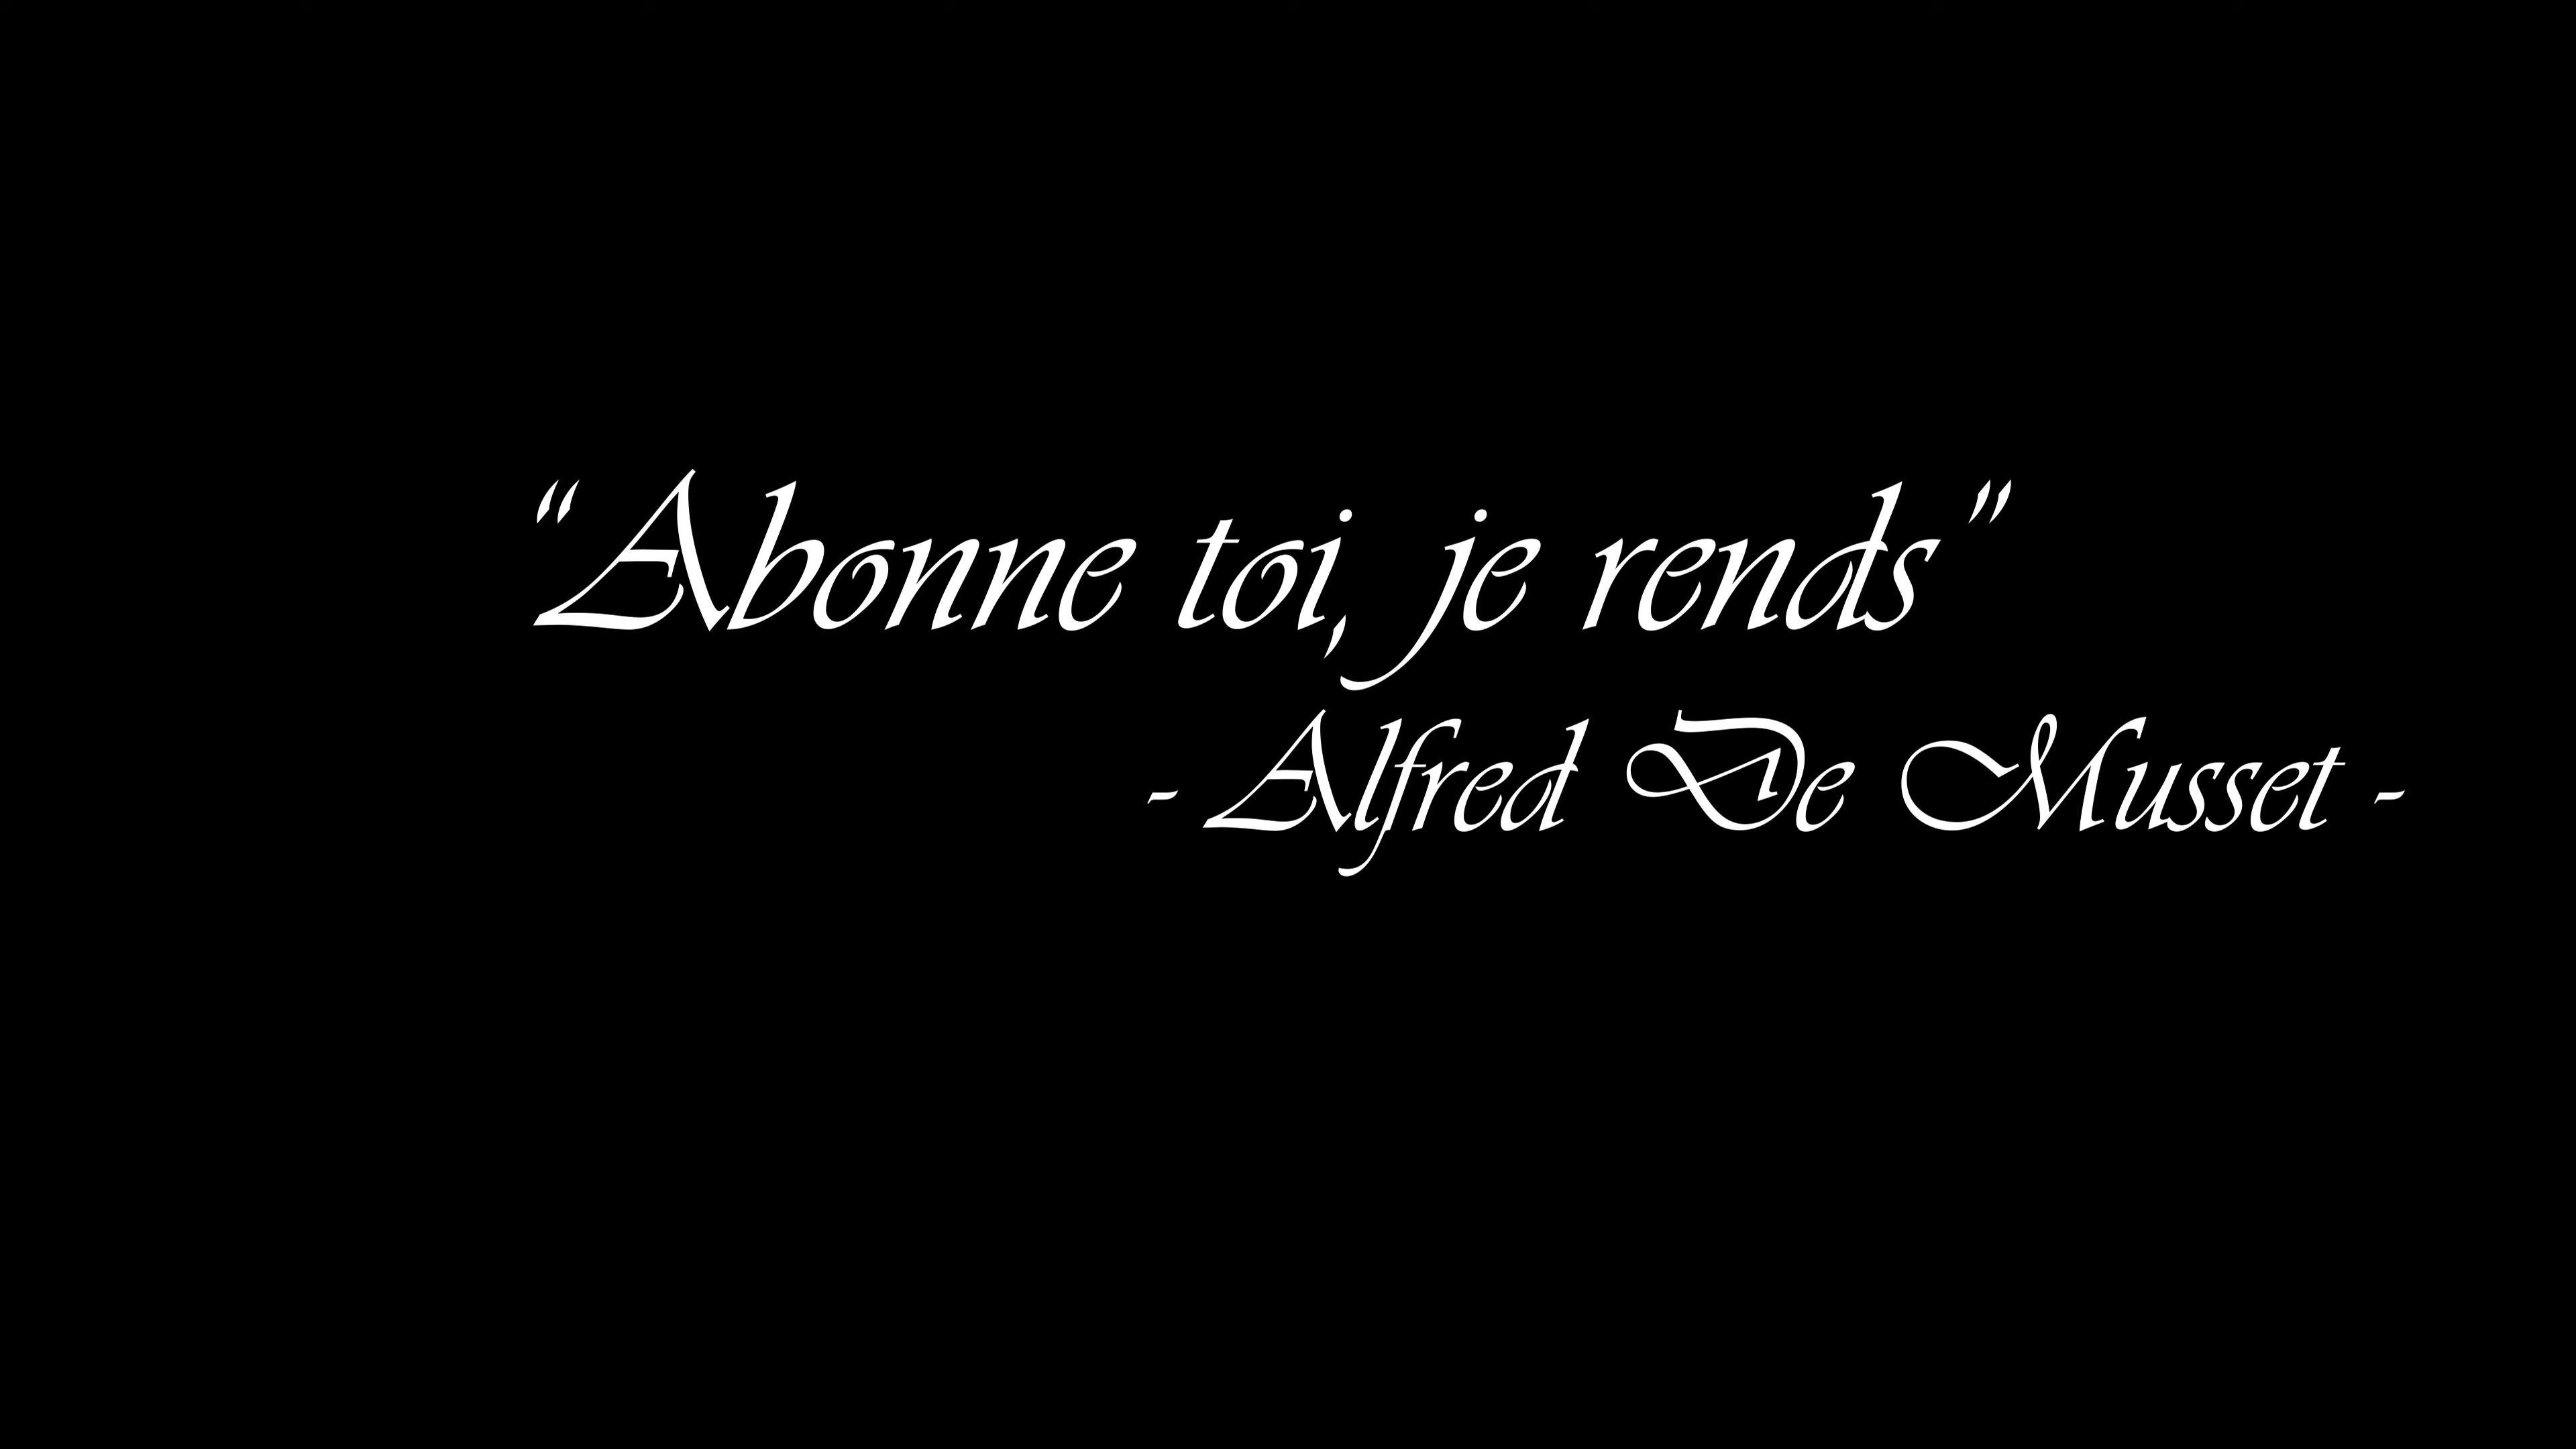 “Abonne toi, je rends”
- Alfred De Musset -